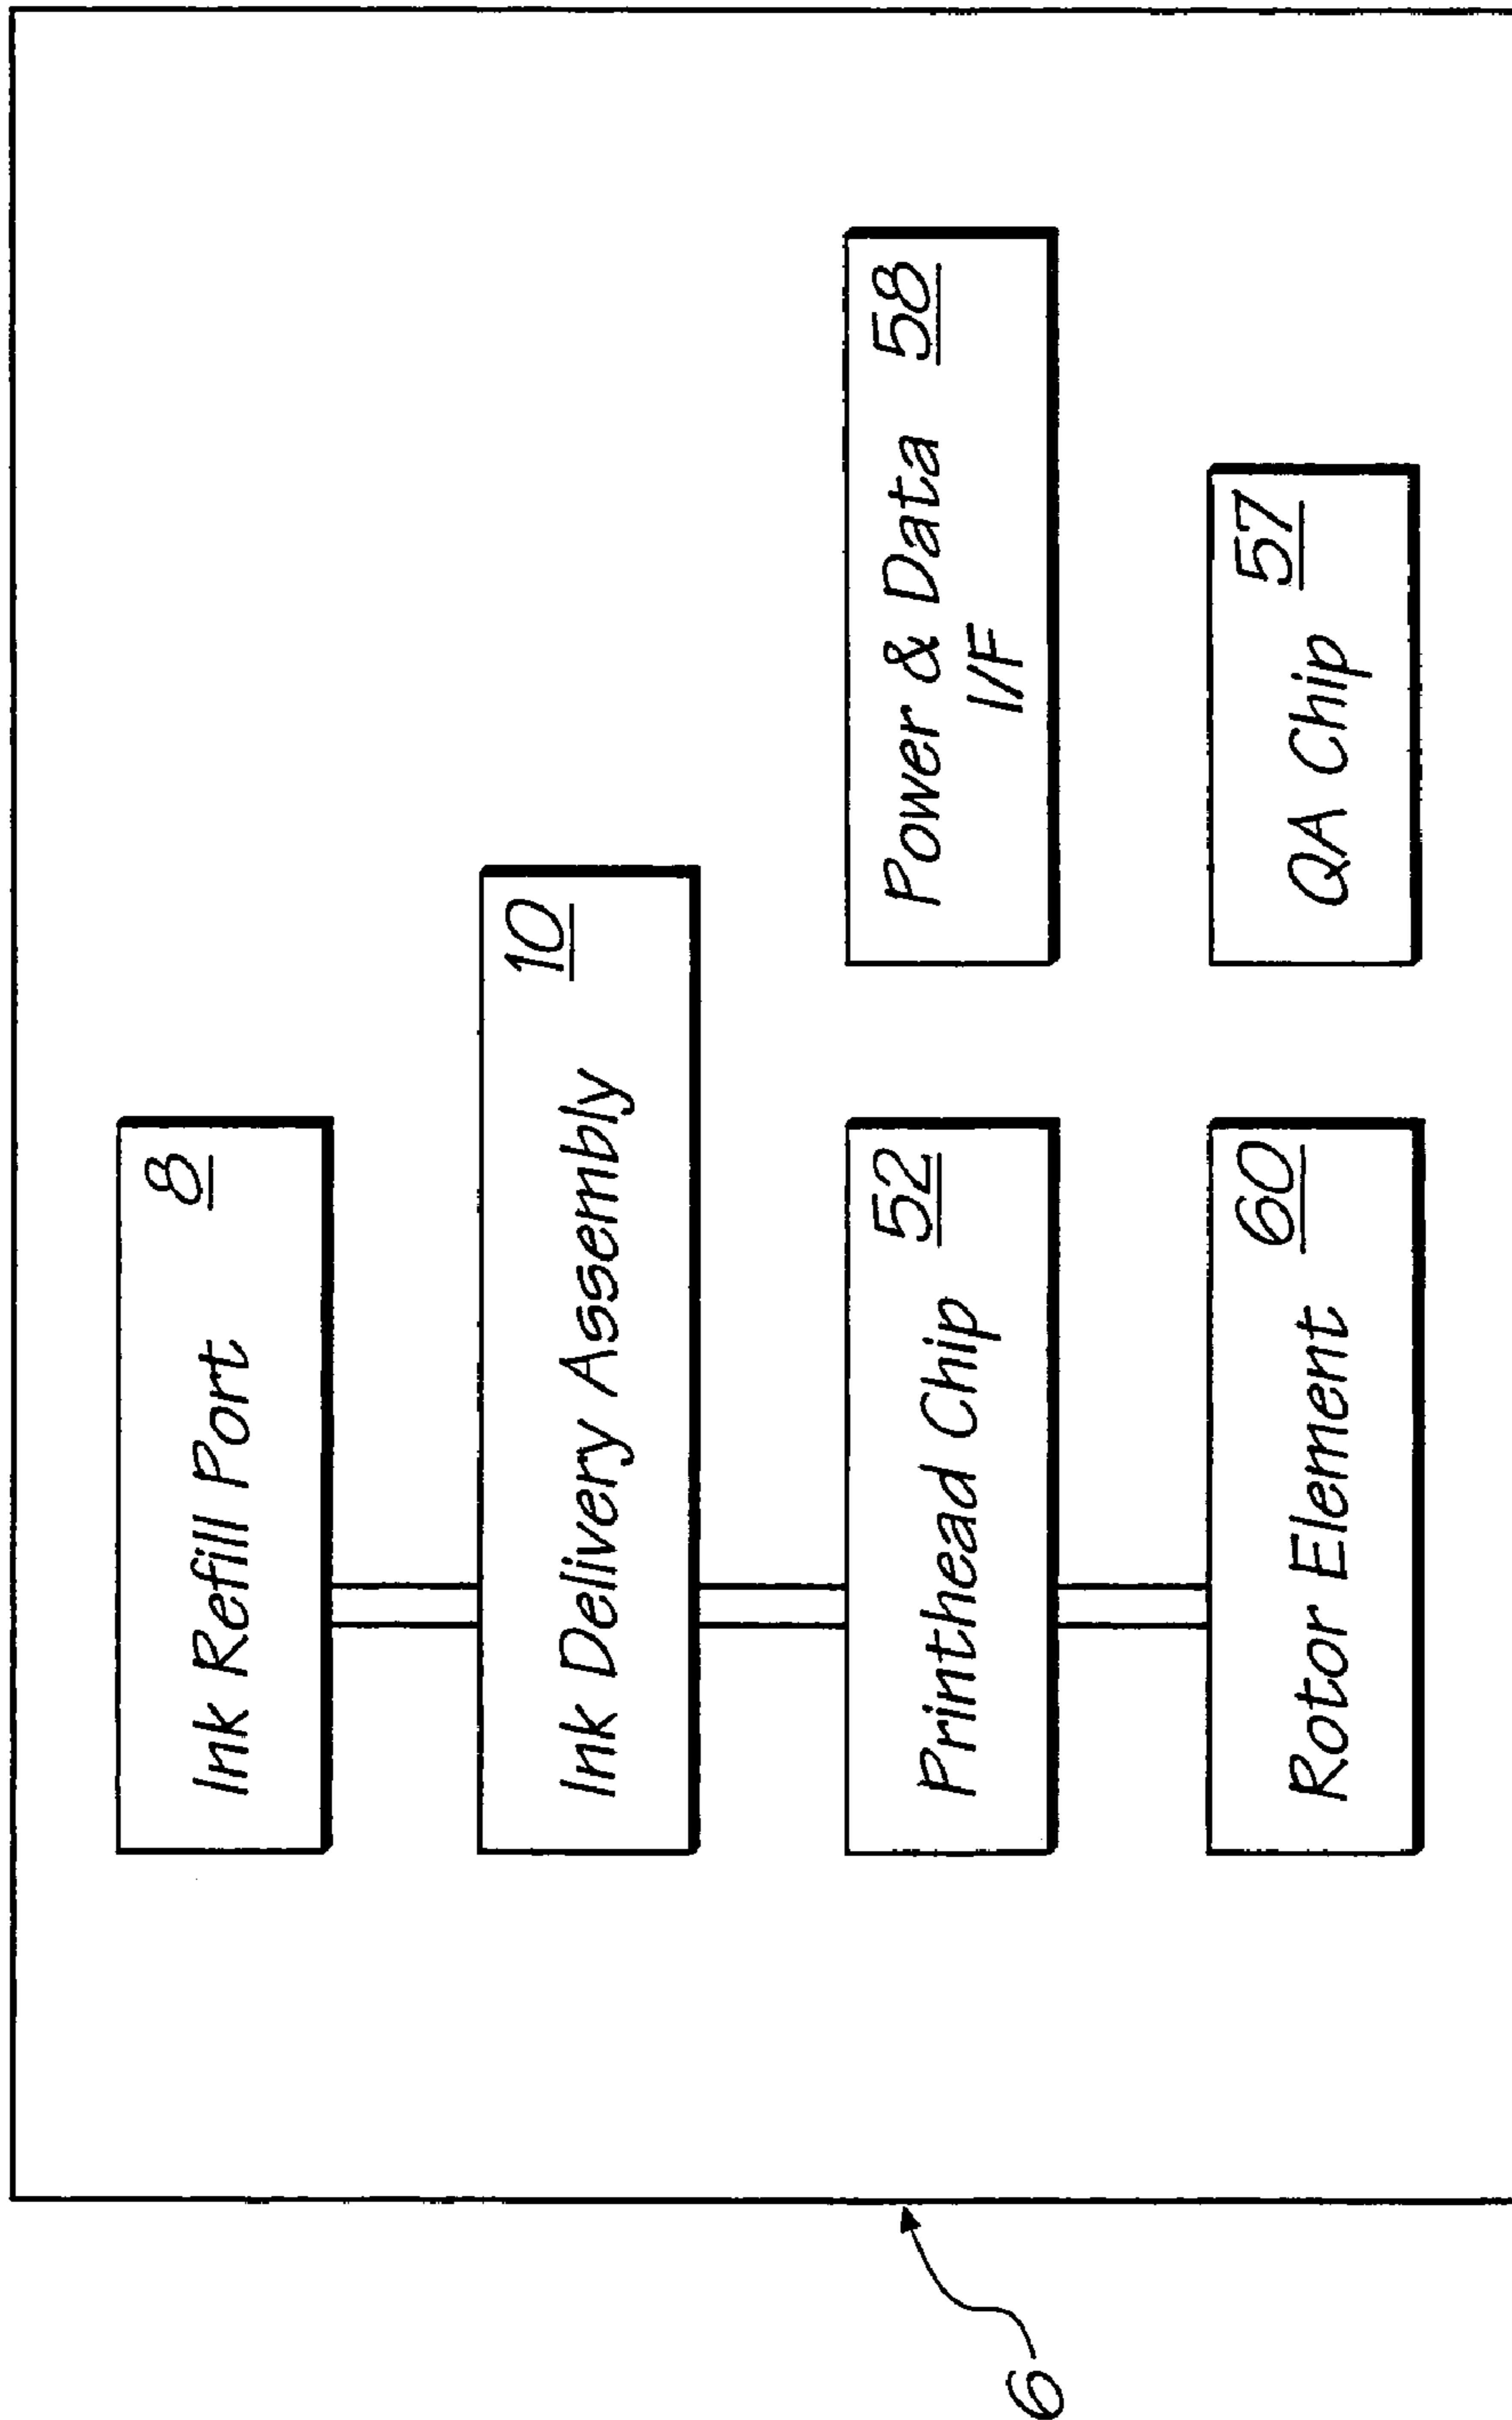 Ink Refill Port 8
Ink Delivery Assembly 10
Printhead Chip 52
Power & Data 58
I/F
Rotor Element 60
QA Chip 57
6